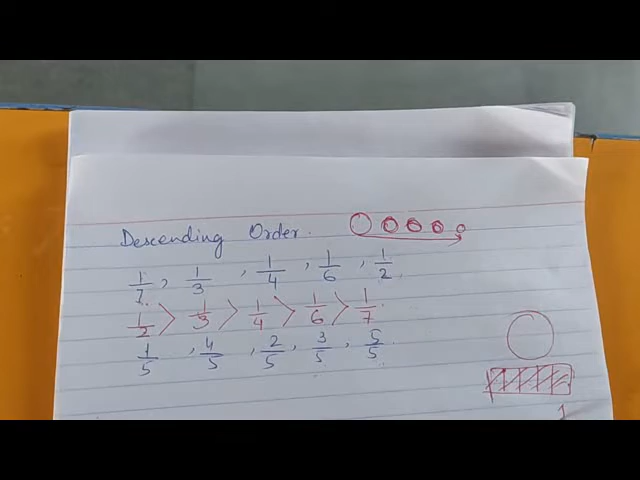 Descending Order.
1/7, 1/3, 1/4, 1/6, 1/2
1/2 > 1/3 > 1/4 > 1/6 > 1/7.
1/5, 4/5, 2/5, 3/5, 5/5.
1